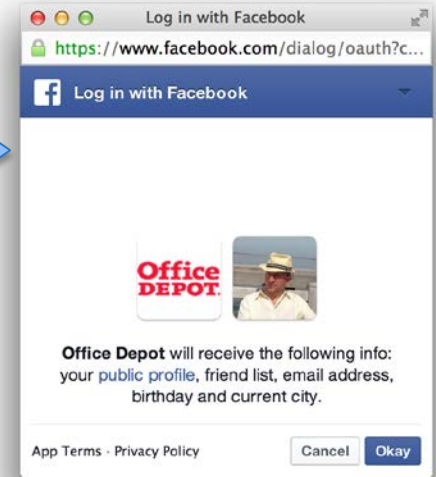 Log in with Facebook
https://www.facebook.com/dialog/oauth?c...
f Log in with Facebook
Office
DEPOT.
Office Depot will receive the following info:
your public profile, friend list, email address,
birthday and current city.
App Terms · Privacy Policy
Cancel
Okay